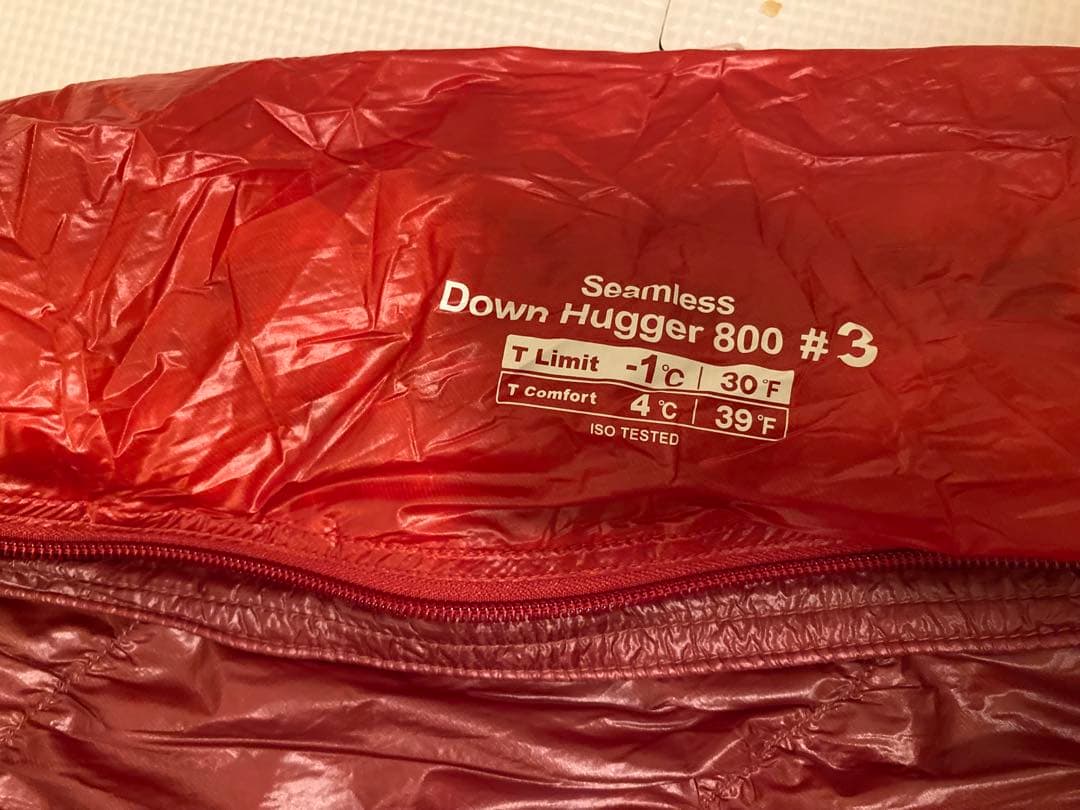 Seamless
Down Hugger 800 #3
T Limit -1℃ | 30°F
T Comfort 4℃ | 39°F
ISO TESTED